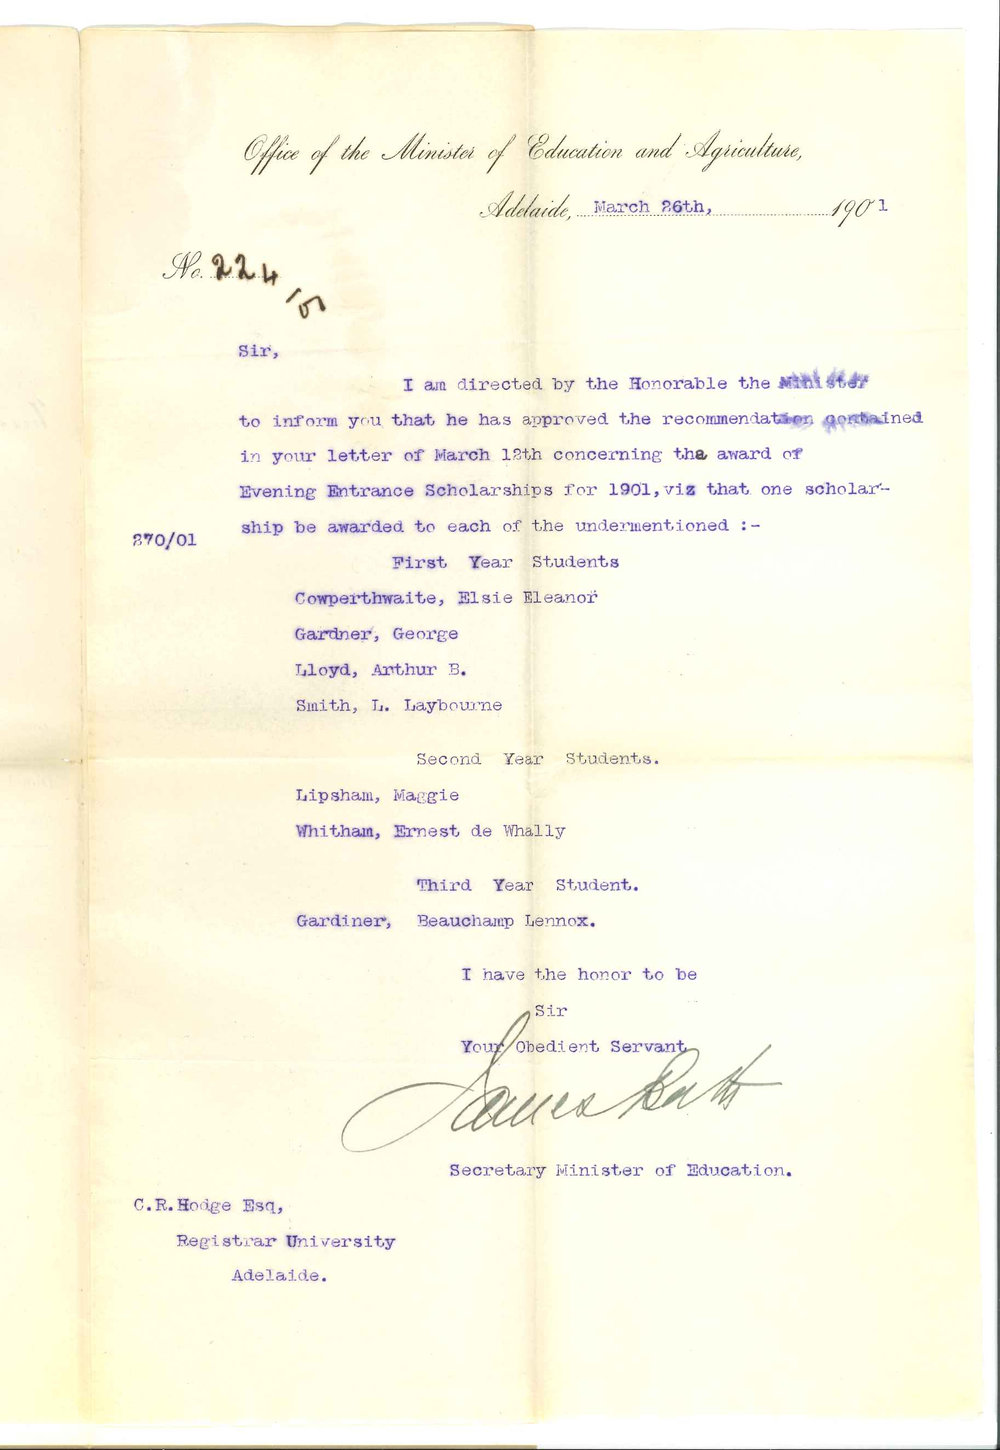 Office of the Minister of Education and Agriculture,
Adelaide, March 26th, 1901
No. 224
15
Sir,
I am directed by the Honorable the Minister
to inform you that he has approved the recommendation contained
in your letter of March 12th concerning tha award of
Evening Entrance Scholarships for 1901,viz that one scholar-
ship be awarded to each of the undermentioned :-
270/01
First Year Students
Cowperthwaite, Elsie Eleanor
Gardner, George
Lloyd, Arthur B.
Smith, L. Laybourne
Second Year Students.
Lipsham, Maggie
Whitham, Ernest de Whally
Third Year Student.
Gardiner, Beauchamp Lennox.
I have the honor to be
Sir
Your Obedient Servant
James Bath
Secretary Minister of Education.
C.R.Hodge Esq,
Registrar University
Adelaide.